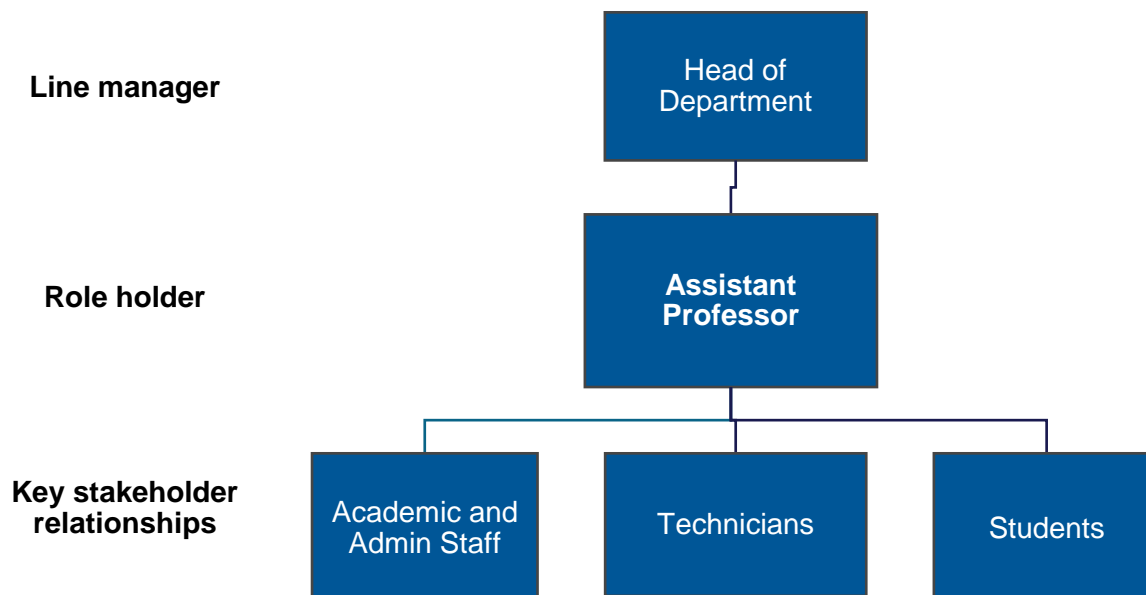 Line manager
Head of
Department
Role holder
Assistant
Professor
Key stakeholder
relationships
Academic and
Admin Staff
Technicians
Students